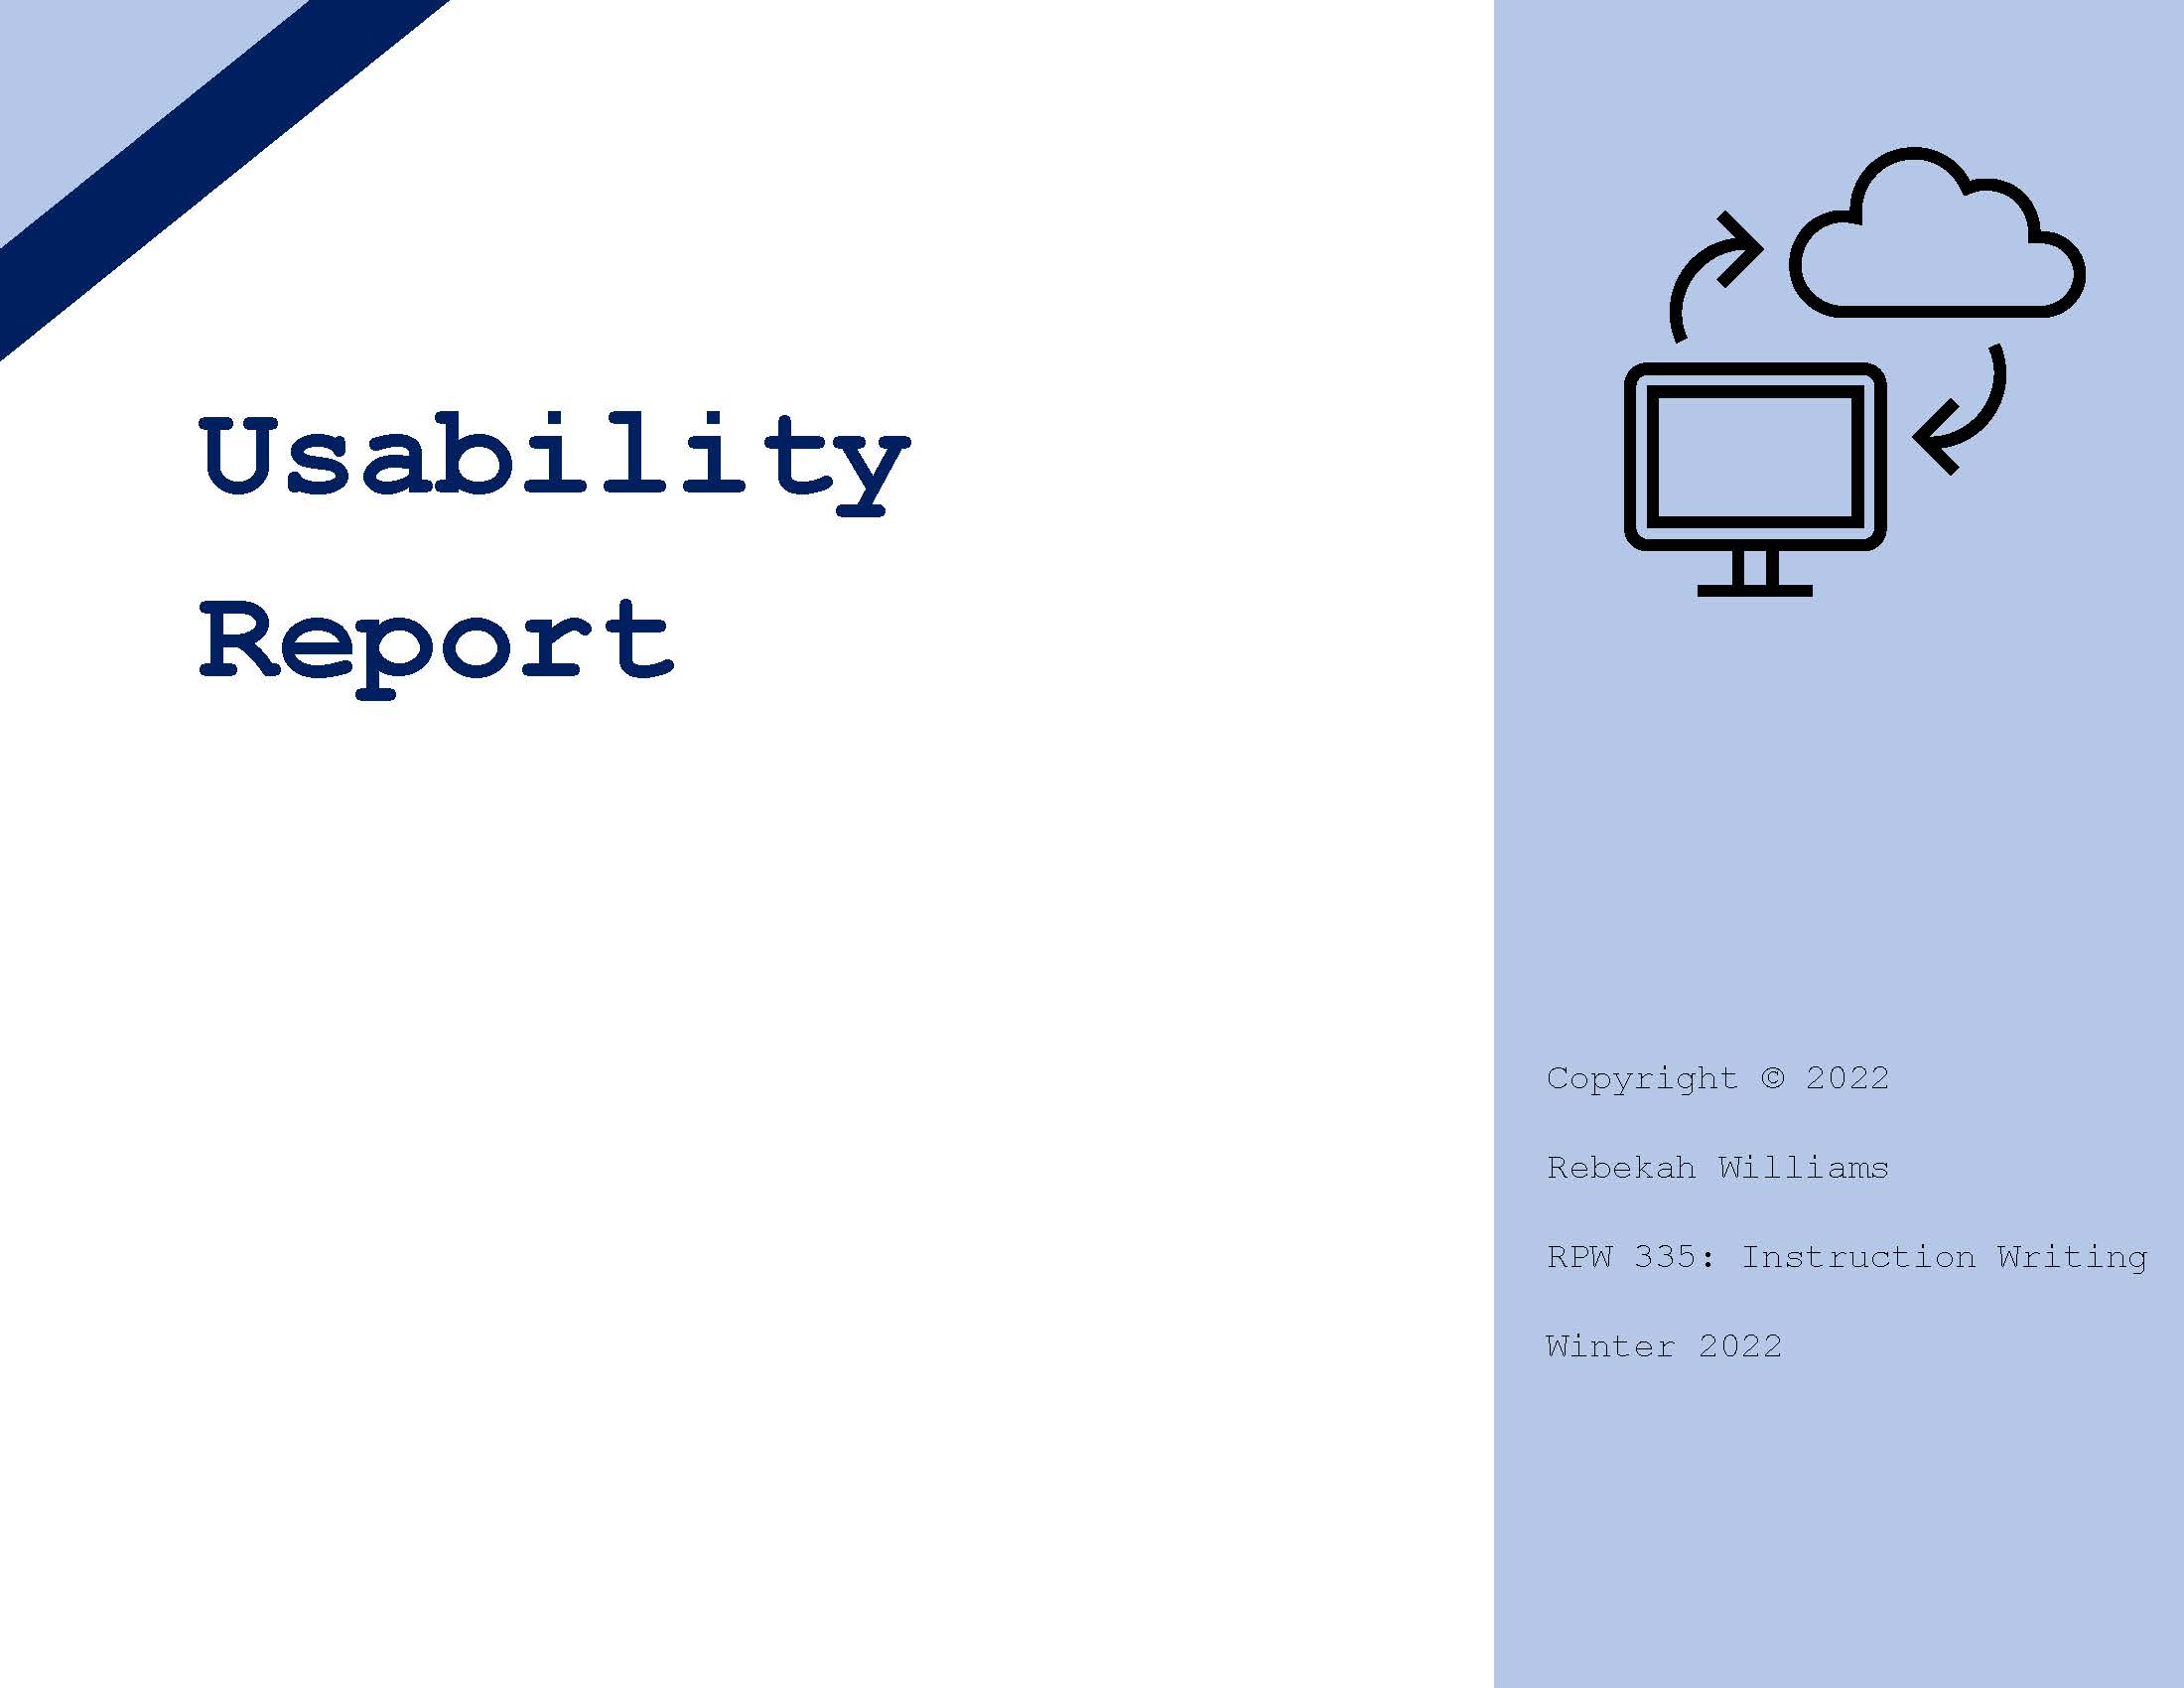 Usability
Report
Copyright © 2022
Rebekah Williams
RPW 335: Instruction Writing
Winter 2022